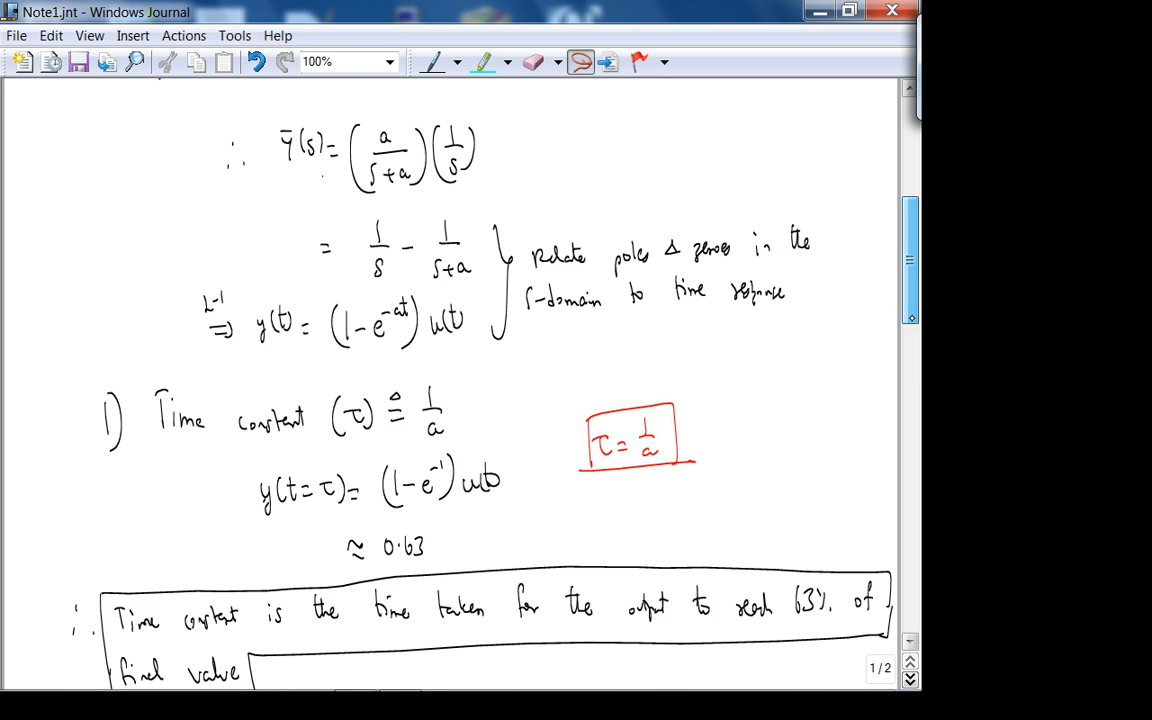 Note1.jnt - Windows Journal
File Edit View Insert Actions Tools Help
100%
∴ Ȳ(s) = (a/(s+a))(1/s)
= 1/s - 1/(s+a)
Relate poles & zeroes in the
s-domain to time response
L-1 ⇒ y(t) = (1-e^-at) u(t)
1) Time constant (τ) ≜ 1/a
τ = 1/a
y(t=τ) = (1-e^-1) u(t)
≈ 0.63
∴ Time constant is the time taken for the output to reach 63% of
final value
1/2